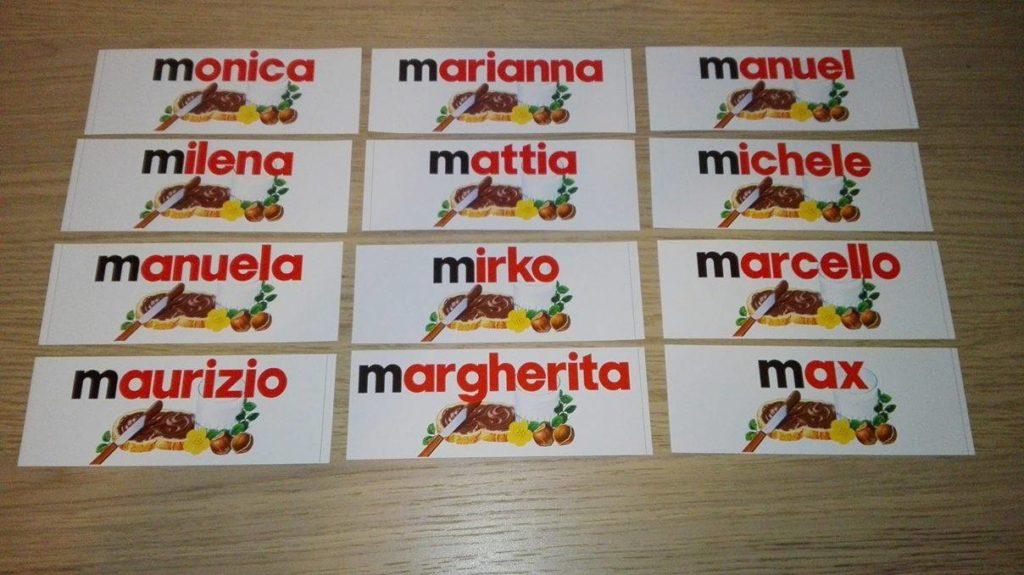 monica
marianna
manuel
milena
mattia
michele
manuela
mirko
marcello
maurizio
margherita
max